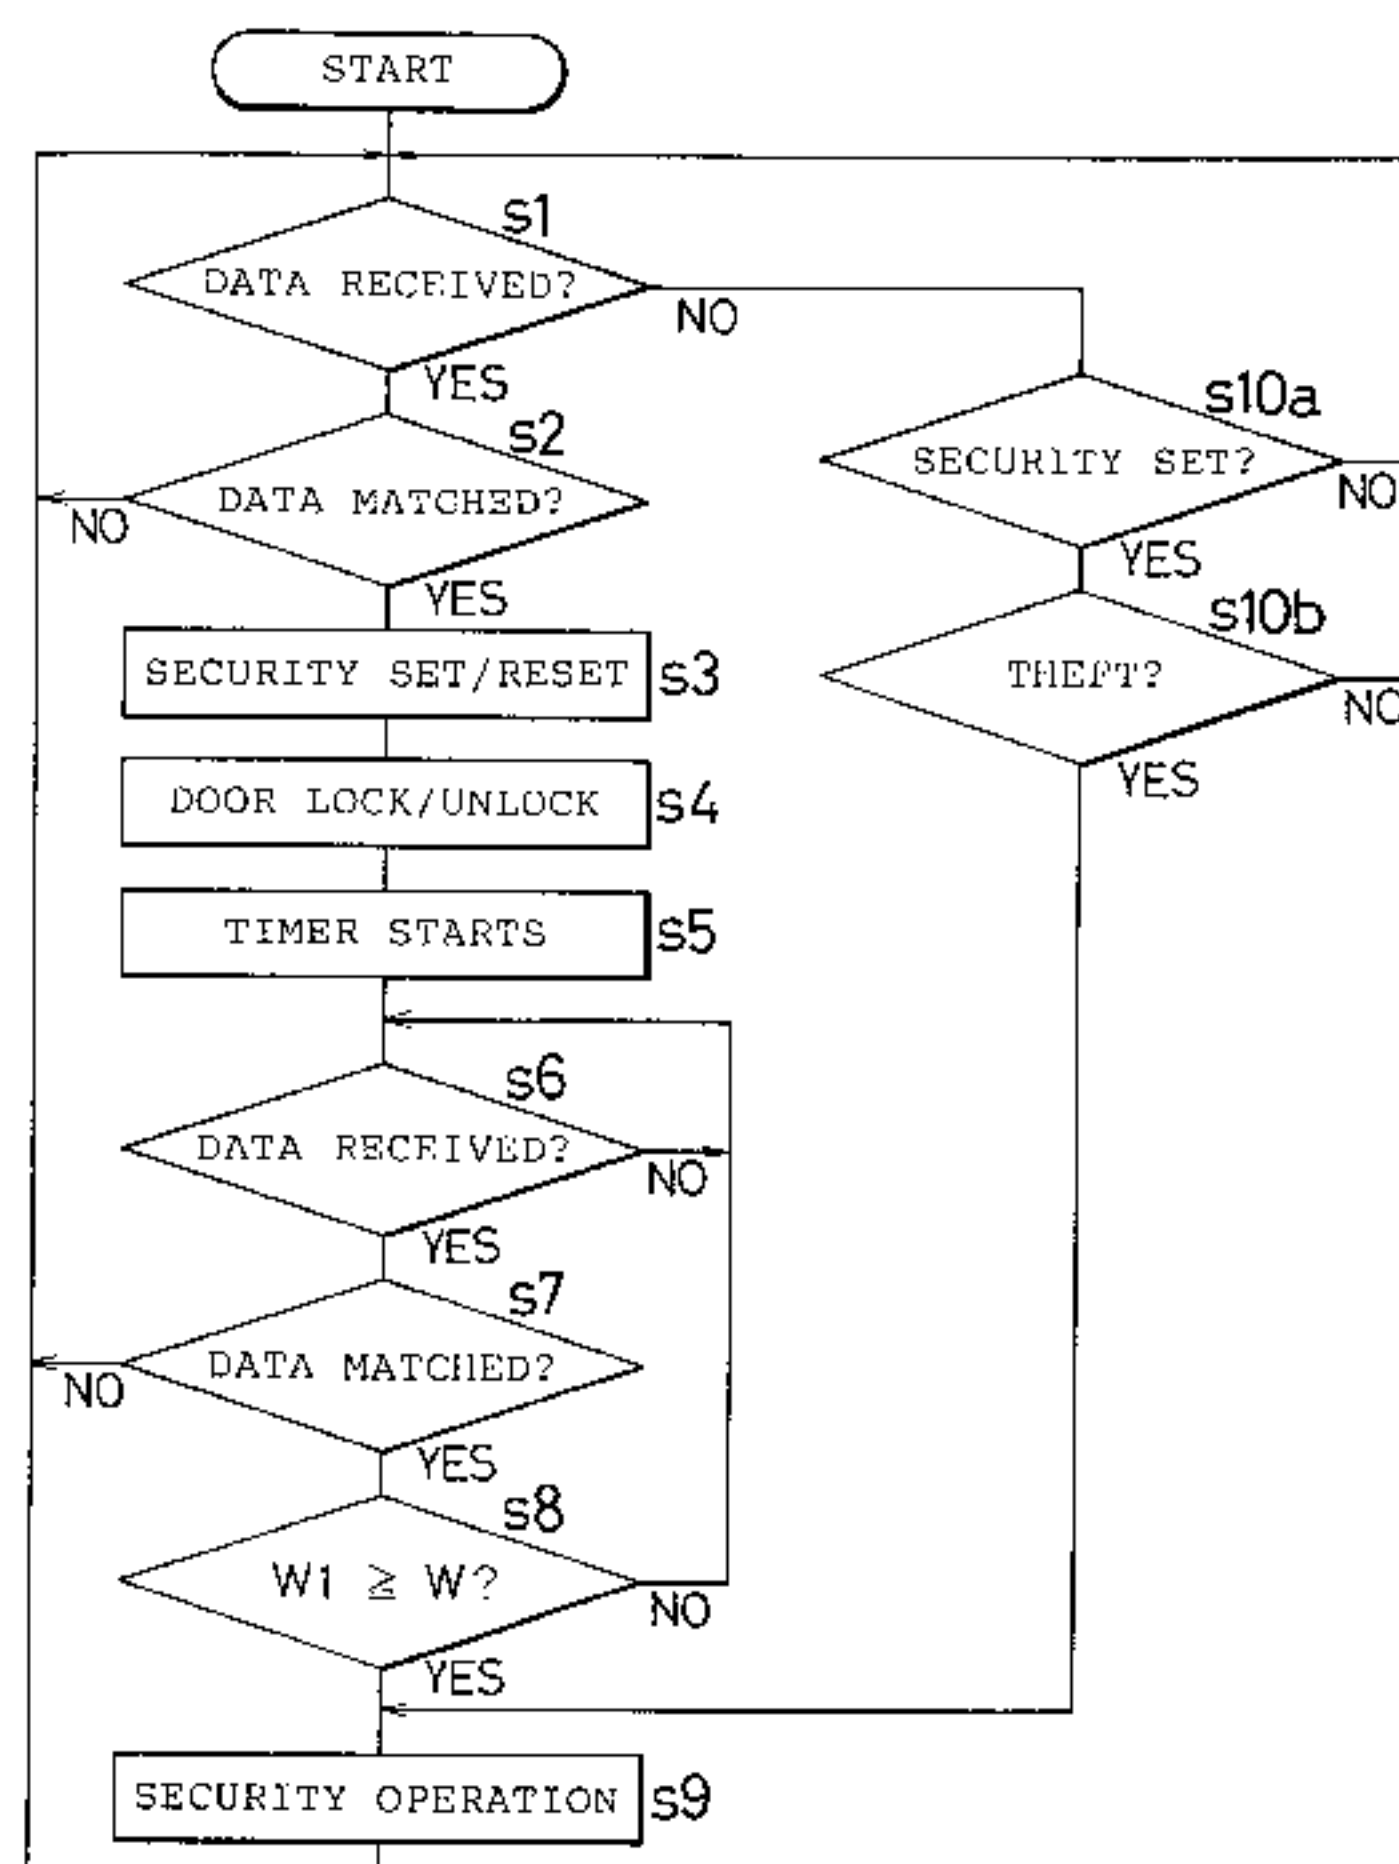 START
s1
DATA RECEIVED?
NO
YES
s10a
SECURITY SET?
NO
YES
s2
DATA MATCHED?
NO
YES
s10b
THEFT?
NO
YES
SECURITY SET/RESET s3
DOOR LOCK/UNLOCK s4
TIMER STARTS s5
s6
DATA RECEIVED?
NO
YES
s7
DATA MATCHED?
NO
YES
s8
W1 ≧ W?
NO
YES
SECURITY OPERATION s9